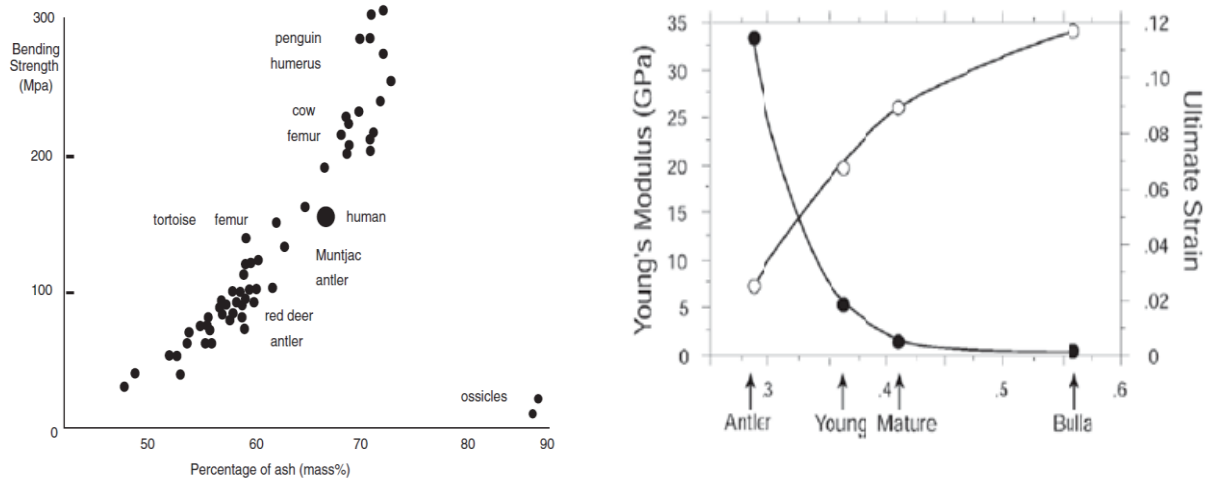 300
Bending
Strength
(Mpa)
penguin
humerus
cow
femur
200
tortoise femur
human
Muntjac
antler
100
red deer
antler
ossicles
0
50 60 70 80 90
Percentage of ash (mass%)
Young's Modulus (GPa)
35
30
25
20
15
10
5
0
.12
.10
.08
.06
.04
.02
0
Ultimate Strain
.3 .4 .5 .6
Antler Young Mature Bulla